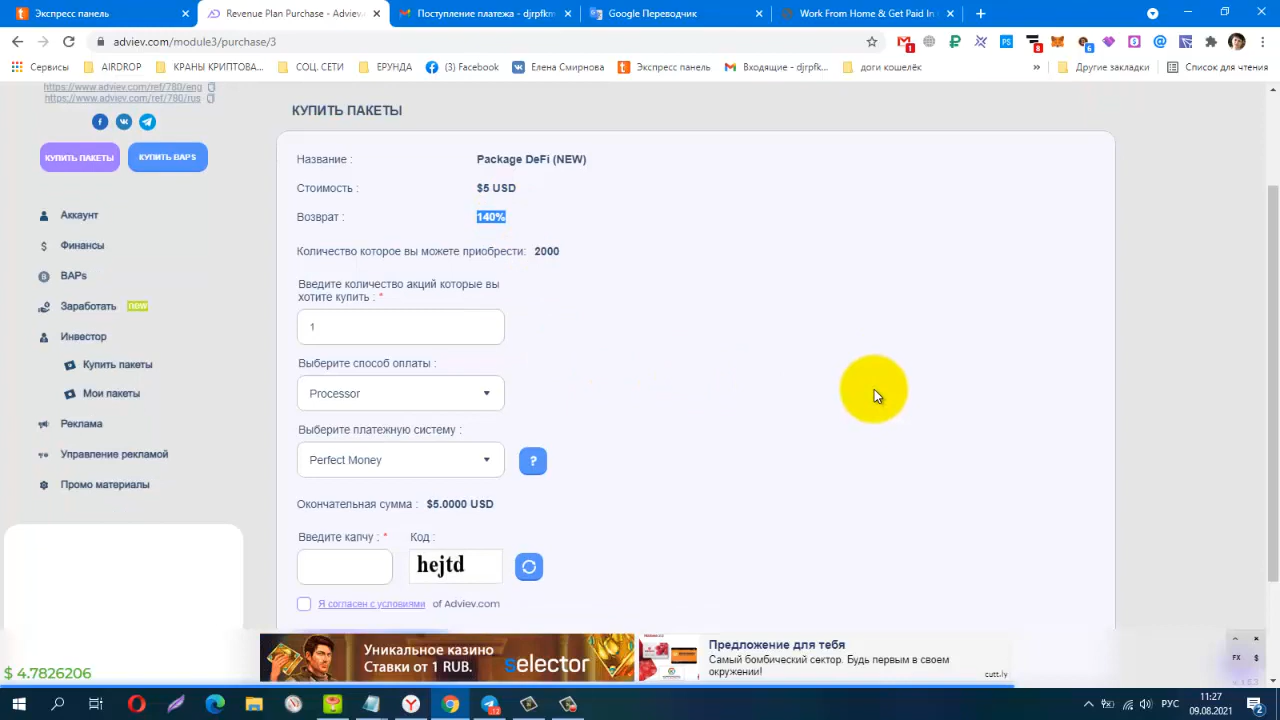 Экспресс панель
Revenue Plan Purchase - Adviev
Поступление платежа - djrpfkm
Google Переводчик
Work From Home & Get Paid In
adviev.com/module3/purchase/3
Сервисы
AIRDROP
КРАНЫ КРИПТОВА...
СОЦ. СЕТИ
ЕРУНДА
(3) Facebook
Елена Смирнова
Экспресс панель
Входящие - djrpfk...
доги кошелёк
Другие закладки
Список для чтения
https://www.adviev.com/ref/780/eng
https://www.adviev.com/ref/780/rus
КУПИТЬ ПАКЕТЫ
КУПИТЬ BAPS
Аккаунт
Финансы
BAPs
Заработать new
Инвестор
Купить пакеты
Мои пакеты
Реклама
Управление рекламой
Промо материалы
$ 4.7826206
КУПИТЬ ПАКЕТЫ
Название : Package DeFi (NEW)
Стоимость : $5 USD
Возврат : 140%
Количество которое вы можете приобрести: 2000
Введите количество акций которые вы
хотите купить : *
1
Выберите способ оплаты :
Processor
Выберите платежную систему :
Perfect Money
?
Окончательная сумма : $5.0000 USD
Введите капчу : * Код :
hejtd
Я согласен с условиями of Adviev.com
Уникальное казино
Ставки от 1 RUB.
selector
Предложение для тебя
Самый бомбический сектор. Будь первым в своем
окружении!
cutt.ly
FX $
v 1.5.2
РУС
11:27
09.08.2021